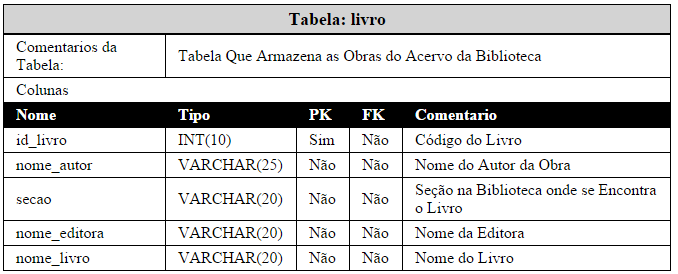 Tabela: livro
Comentarios da Tabela: Tabela Que Armazena as Obras do Acervo da Biblioteca
Colunas
Nome Tipo PK FK Comentario
id_livro INT(10) Sim Não Código do Livro
nome_autor VARCHAR(25) Não Não Nome do Autor da Obra
secao VARCHAR(20) Não Não Seção na Biblioteca onde se Encontra o Livro
nome_editora VARCHAR(20) Não Não Nome da Editora
nome_livro VARCHAR(20) Não Não Nome do Livro